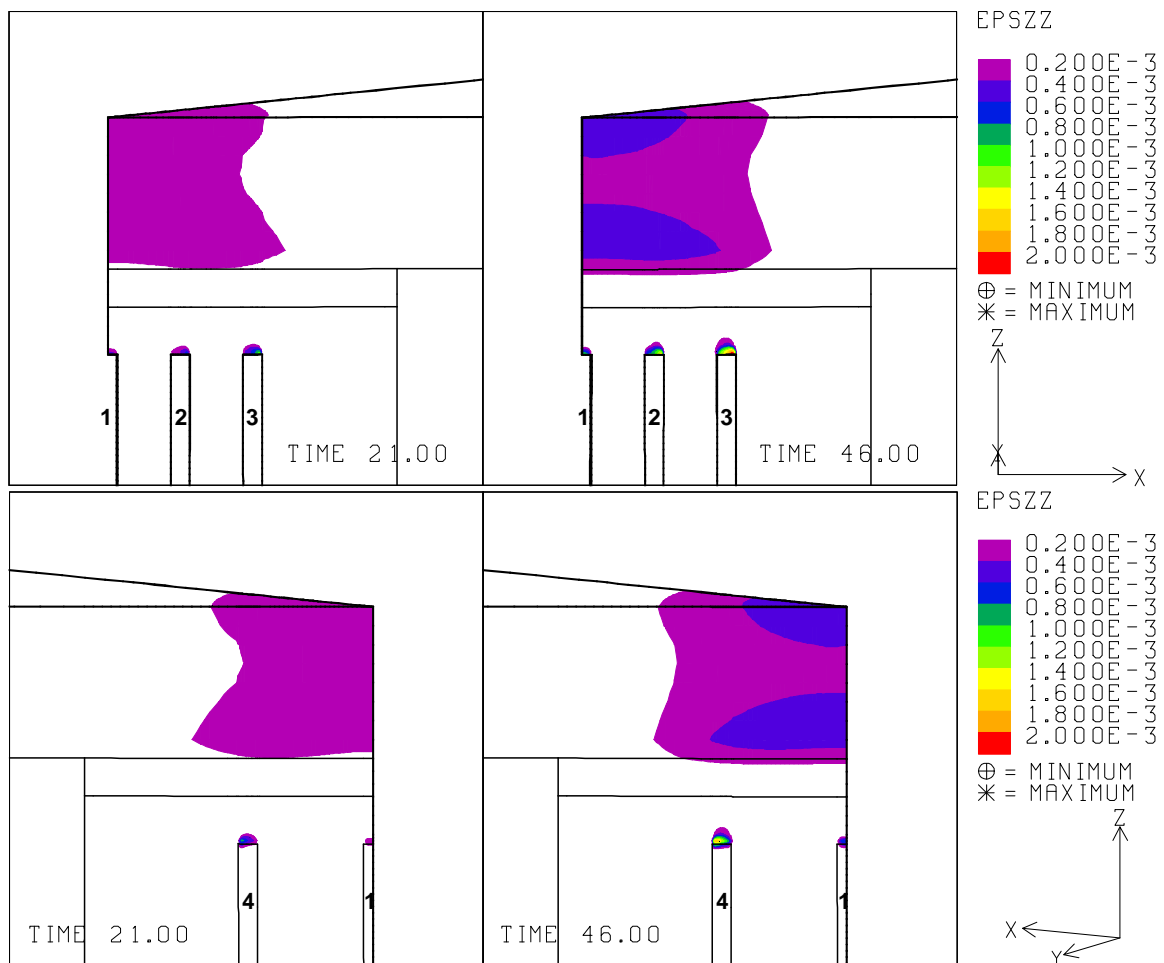 EPSZZ
0.200E-3
0.400E-3
0.600E-3
0.800E-3
1.000E-3
1.200E-3
1.400E-3
1.600E-3
1.800E-3
2.000E-3
⊕ = MINIMUM
✳ = MAXIMUM
Z
X
X
1 2 3
TIME 21.00
1 2 3
TIME 46.00
EPSZZ
0.200E-3
0.400E-3
0.600E-3
0.800E-3
1.000E-3
1.200E-3
1.400E-3
1.600E-3
1.800E-3
2.000E-3
⊕ = MINIMUM
✳ = MAXIMUM
Z
X
Y
4 1
TIME 21.00
4 1
TIME 46.00